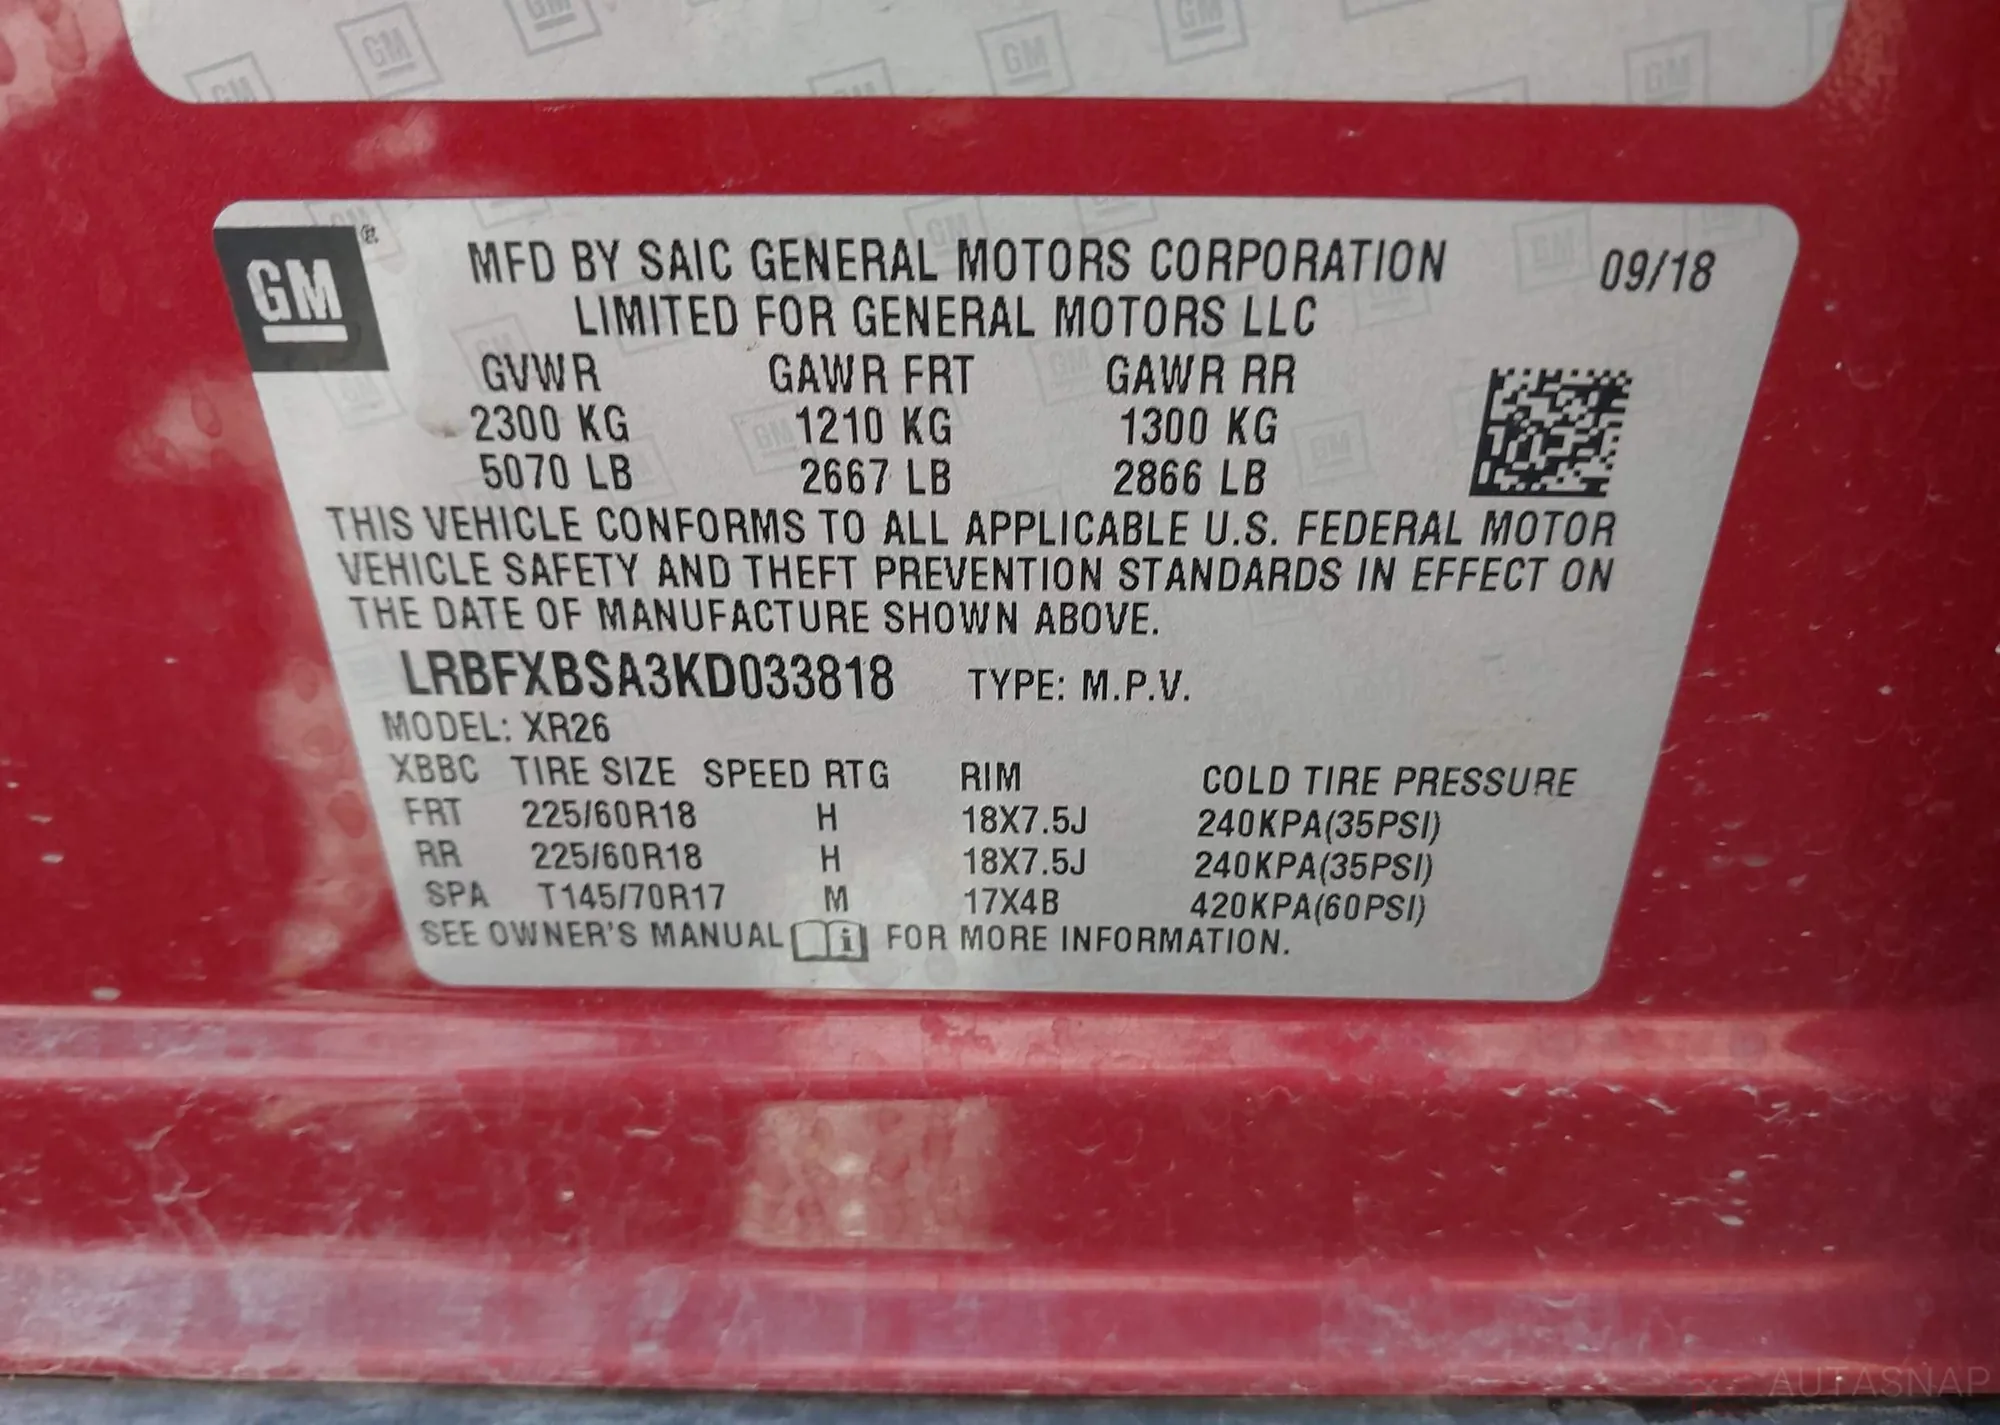 GM
MFD BY SAIC GENERAL MOTORS CORPORATION
LIMITED FOR GENERAL MOTORS LLC
09/18
GVWR GAWR FRT GAWR RR
2300 KG 1210 KG 1300 KG
5070 LB 2667 LB 2866 LB
THIS VEHICLE CONFORMS TO ALL APPLICABLE U.S. FEDERAL MOTOR
VEHICLE SAFETY AND THEFT PREVENTION STANDARDS IN EFFECT ON
THE DATE OF MANUFACTURE SHOWN ABOVE.
LRBFXBSA3KD033818 TYPE: M.P.V.
MODEL: XR26
XBBC TIRE SIZE SPEED RTG RIM COLD TIRE PRESSURE
FRT 225/60R18 H 18X7.5J 240KPA(35PSI)
RR 225/60R18 H 18X7.5J 240KPA(35PSI)
SPA T145/70R17 M 17X4B 420KPA(60PSI)
SEE OWNER'S MANUAL i FOR MORE INFORMATION.
AUTASNAP